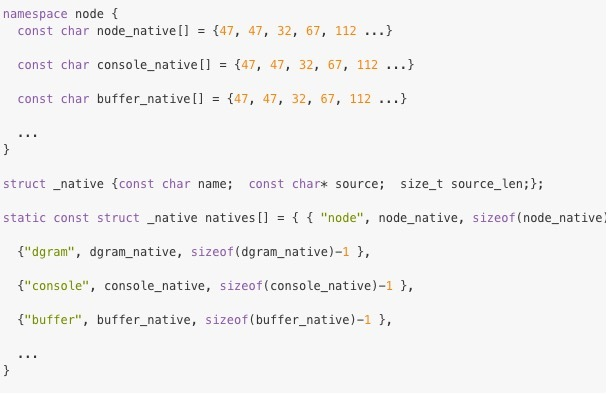 namespace node {
const char node_native[] = {47, 47, 32, 67, 112 ...}
const char console_native[] = {47, 47, 32, 67, 112 ...}
const char buffer_native[] = {47, 47, 32, 67, 112 ...}
...
}
struct _native {const char name;  const char* source;  size_t source_len;};
static const struct _native natives[] = { { "node", node_native, sizeof(node_native)
{"dgram", dgram_native, sizeof(dgram_native)-1 },
{"console", console_native, sizeof(console_native)-1 },
{"buffer", buffer_native, sizeof(buffer_native)-1 },
...
}